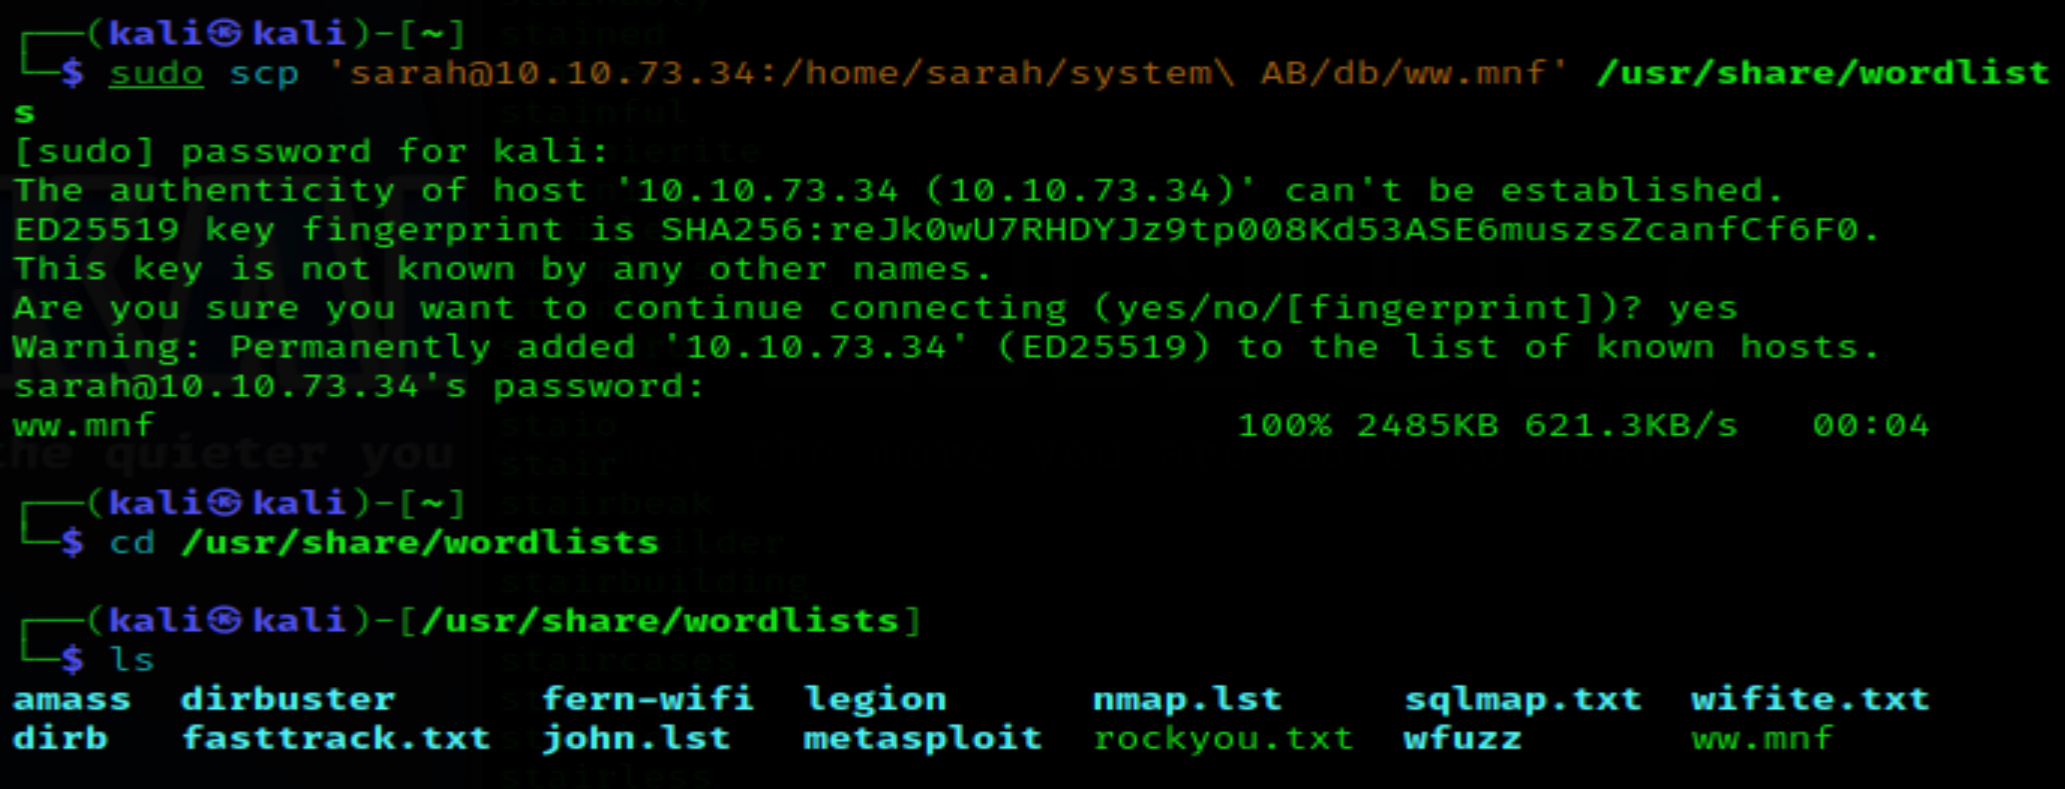 ┌──(kali㉿kali)-[~]
└─$ sudo scp 'sarah@10.10.73.34:/home/sarah/system\ AB/db/ww.mnf' /usr/share/wordlist
s
[sudo] password for kali:
The authenticity of host '10.10.73.34 (10.10.73.34)' can't be established.
ED25519 key fingerprint is SHA256:reJk0wU7RHDYJz9tp008Kd53ASE6muszsZcanfCf6F0.
This key is not known by any other names.
Are you sure you want to continue connecting (yes/no/[fingerprint])? yes
Warning: Permanently added '10.10.73.34' (ED25519) to the list of known hosts.
sarah@10.10.73.34's password:
ww.mnf 100% 2485KB 621.3KB/s 00:04
the quieter you
┌──(kali㉿kali)-[~]
└─$ cd /usr/share/wordlists
┌──(kali㉿kali)-[/usr/share/wordlists]
└─$ ls
amass dirbuster fern-wifi legion nmap.lst sqlmap.txt wifite.txt
dirb fasttrack.txt john.lst metasploit rockyou.txt wfuzz ww.mnf